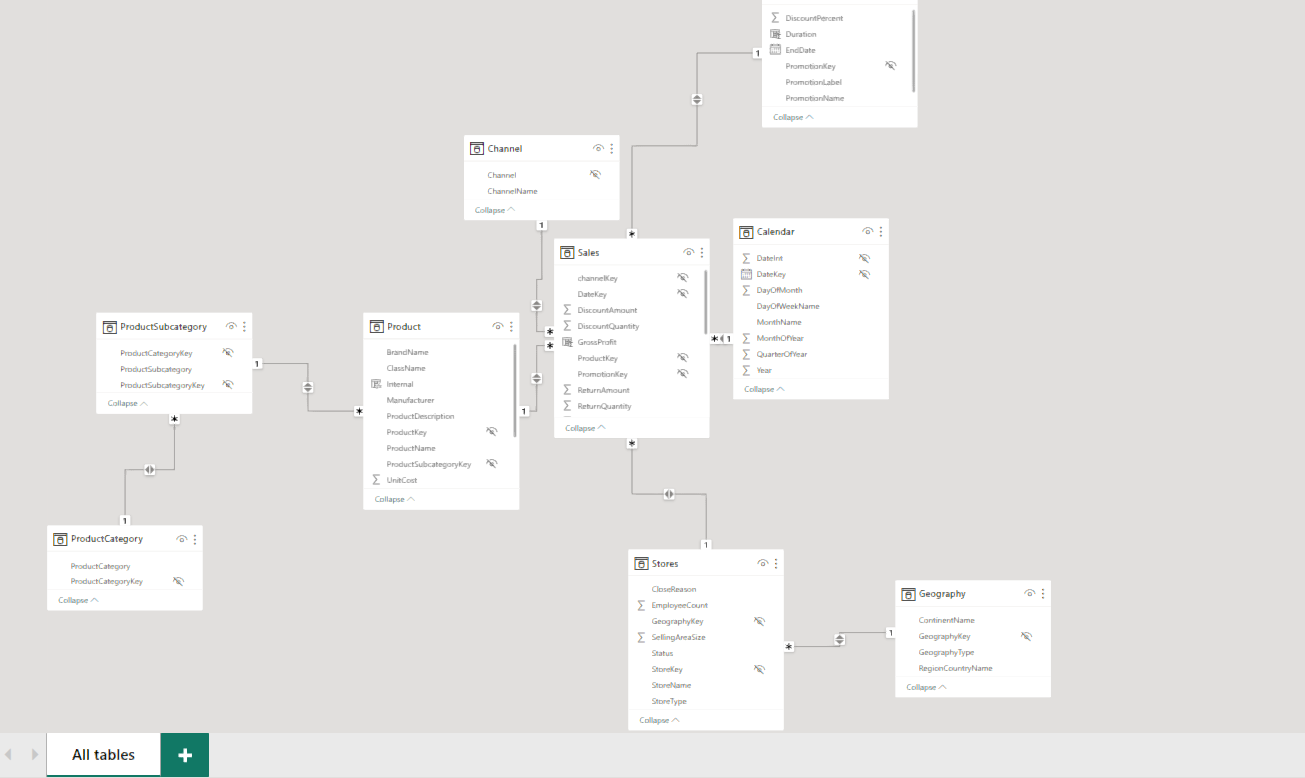 DiscountPercent
Duration
EndDate
PromotionKey
PromotionLabel
PromotionName
Collapse
1
Channel
Channel
ChannelName
Collapse
1
*
Sales
channelKey
DateKey
DiscountAmount
DiscountQuantity
GrossProfit
ProductKey
PromotionKey
ReturnAmount
ReturnQuantity
Collapse
*
*
*
Calendar
DateInt
DateKey
DayOfMonth
DayOfWeekName
MonthName
MonthOfYear
QuarterOfYear
Year
Collapse
* 1
ProductSubcategory
ProductCategoryKey
ProductSubcategory
ProductSubcategoryKey
Collapse
1
*
Product
BrandName
ClassName
Internal
Manufacturer
ProductDescription
ProductKey
ProductName
ProductSubcategoryKey
UnitCost
Collapse
*
1
1
ProductCategory
ProductCategory
ProductCategoryKey
Collapse
1
Stores
CloseReason
EmployeeCount
GeographyKey
SellingAreaSize
Status
StoreKey
StoreName
StoreType
Collapse
*
1
Geography
ContinentName
GeographyKey
GeographyType
RegionCountryName
Collapse
All tables
+